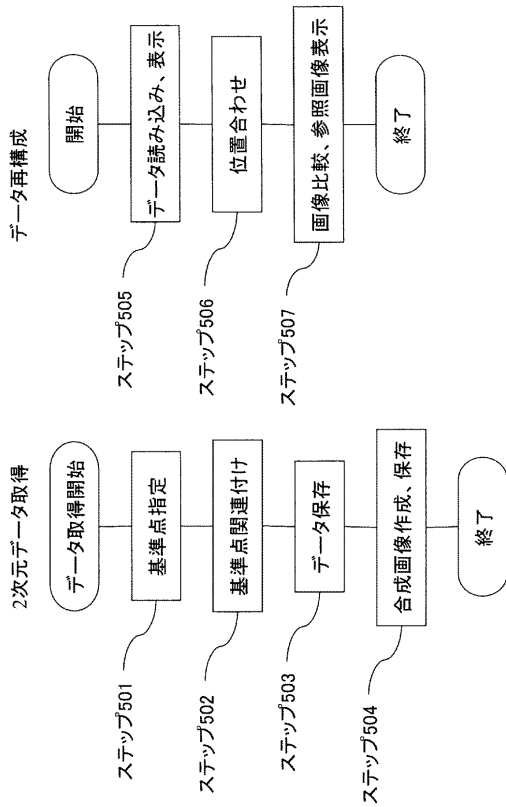 2次元データ取得
データ取得開始
ステップ501
基準点指定
ステップ502
基準点関連付け
ステップ503
データ保存
ステップ504
合成画像作成、保存
終了
データ再構成
開始
ステップ505
データ読み込み、表示
ステップ506
位置合わせ
ステップ507
画像比較、参照画像表示
終了